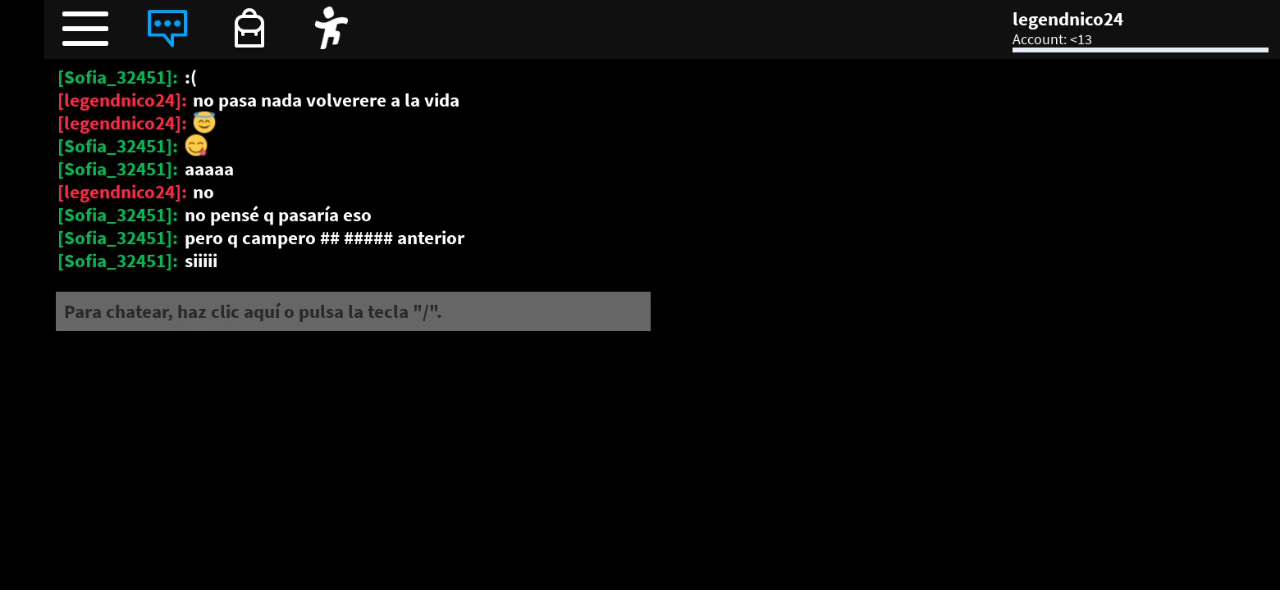 legendnico24
Account: <13
[Sofia_32451]: :(
[legendnico24]: no pasa nada volverere a la vida
[legendnico24]: 😇
[Sofia_32451]: 😋
[Sofia_32451]: aaaaa
[legendnico24]: no
[Sofia_32451]: no pensé q pasaría eso
[Sofia_32451]: pero q campero ## ##### anterior
[Sofia_32451]: siiiii
Para chatear, haz clic aquí o pulsa la tecla "/".